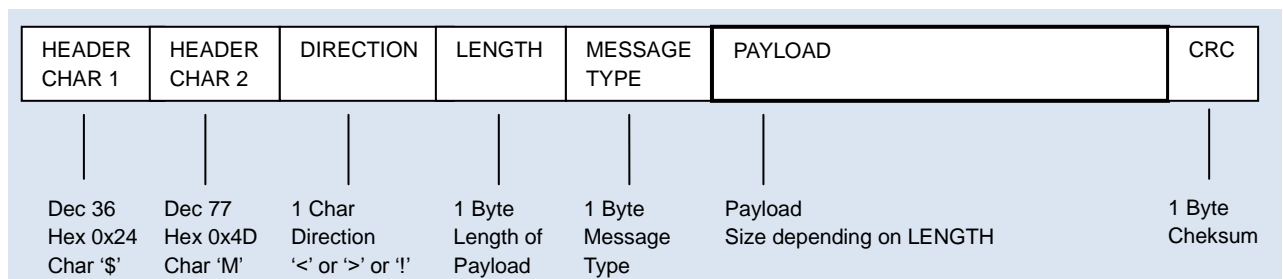 HEADER CHAR 1
HEADER CHAR 2
DIRECTION
LENGTH
MESSAGE TYPE
PAYLOAD
CRC
Dec 36
Hex 0x24
Char ‘$’
Dec 77
Hex 0x4D
Char ‘M’
1 Char
Direction
‘<’ or ‘>’ or ‘!’
1 Byte
Length of
Payload
1 Byte
Message
Type
Payload
Size depending on LENGTH
1 Byte
Cheksum